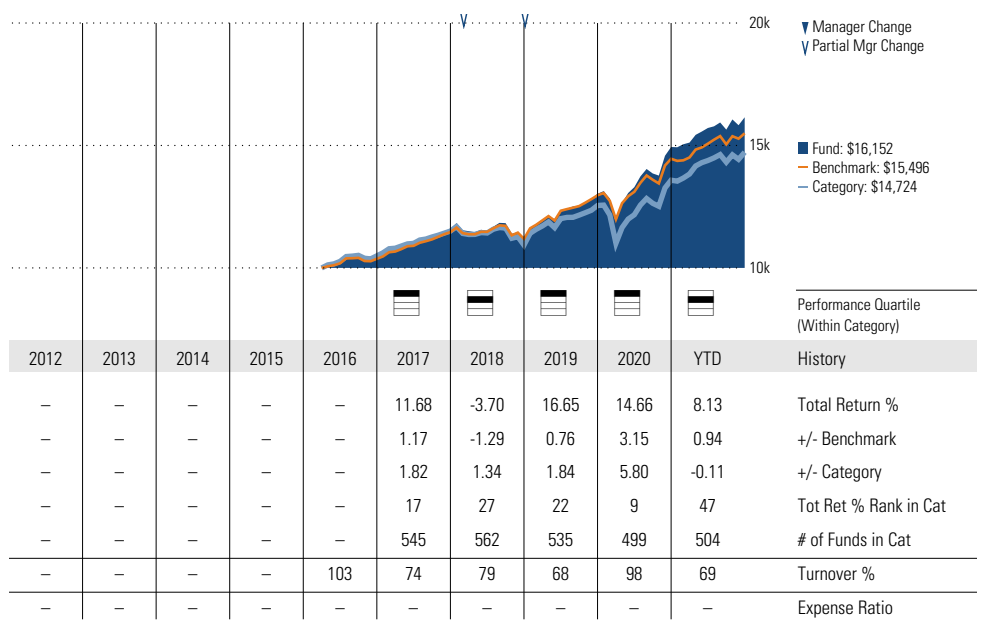 20k
▼ Manager Change
V Partial Mgr Change
15k
Fund: $16,152
Benchmark: $15,496
Category: $14,724
10k
Performance Quartile
(Within Category)
2012 2013 2014 2015 2016 2017 2018 2019 2020 YTD History
– – – – – 11.68 -3.70 16.65 14.66 8.13 Total Return %
– – – – – 1.17 -1.29 0.76 3.15 0.94 +/- Benchmark
– – – – – 1.82 1.34 1.84 5.80 -0.11 +/- Category
– – – – – 17 27 22 9 47 Tot Ret % Rank in Cat
– – – – – 545 562 535 499 504 # of Funds in Cat
– – – – 103 74 79 68 98 69 Turnover %
– – – – – – – – – – Expense Ratio